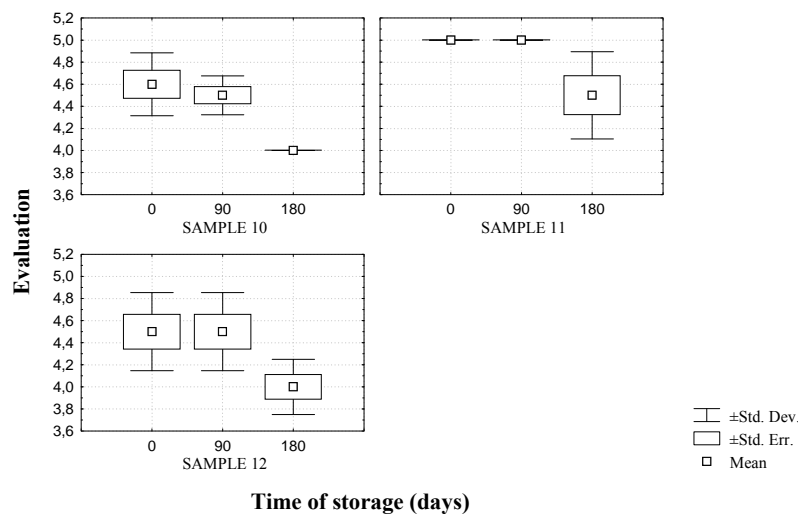 5,2
5,0
4,8
4,6
4,4
4,2
4,0
3,8
3,6
0 90 180
SAMPLE 10
0 90 180
SAMPLE 11
Evaluation
5,2
5,0
4,8
4,6
4,4
4,2
4,0
3,8
3,6
0 90 180
SAMPLE 12
±Std. Dev.
±Std. Err.
Mean
Time of storage (days)